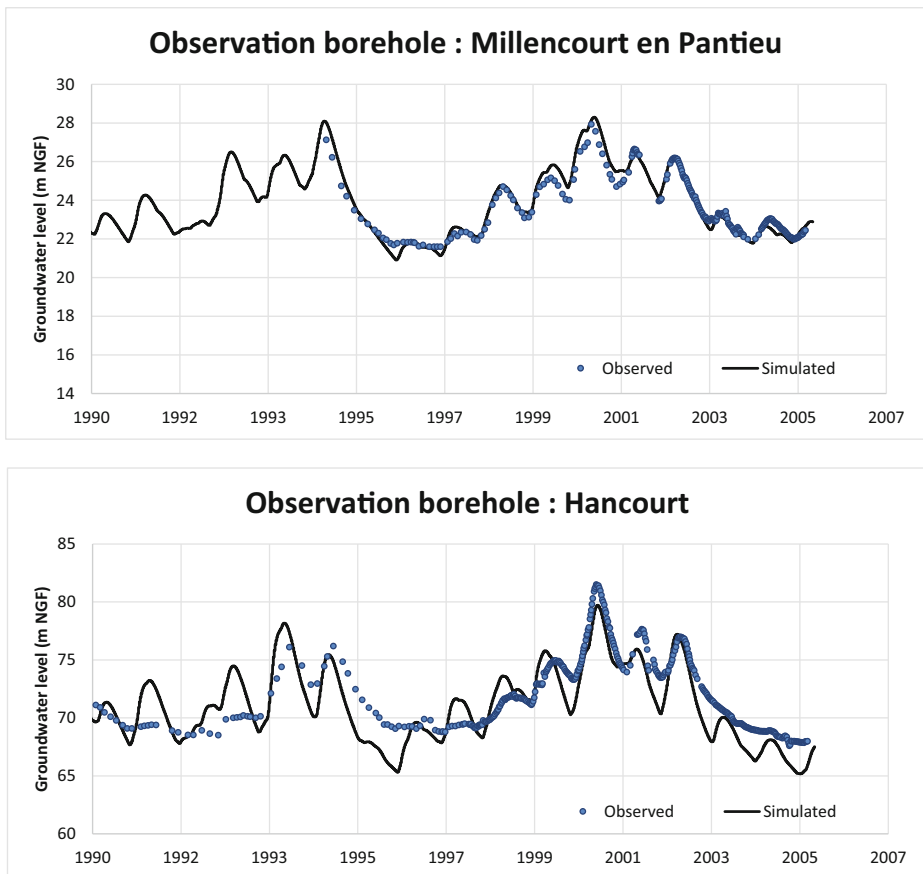 Observation borehole : Millencourt en Pantieu
Groundwater level (m NGF)
30
28
26
24
22
20
18
16
14
Observed
Simulated
1990 1992 1993 1995 1997 1999 2001 2003 2005 2007
Observation borehole : Hancourt
Groundwater level (m NGF)
85
80
75
70
65
60
Observed
Simulated
1990 1992 1993 1995 1997 1999 2001 2003 2005 2007